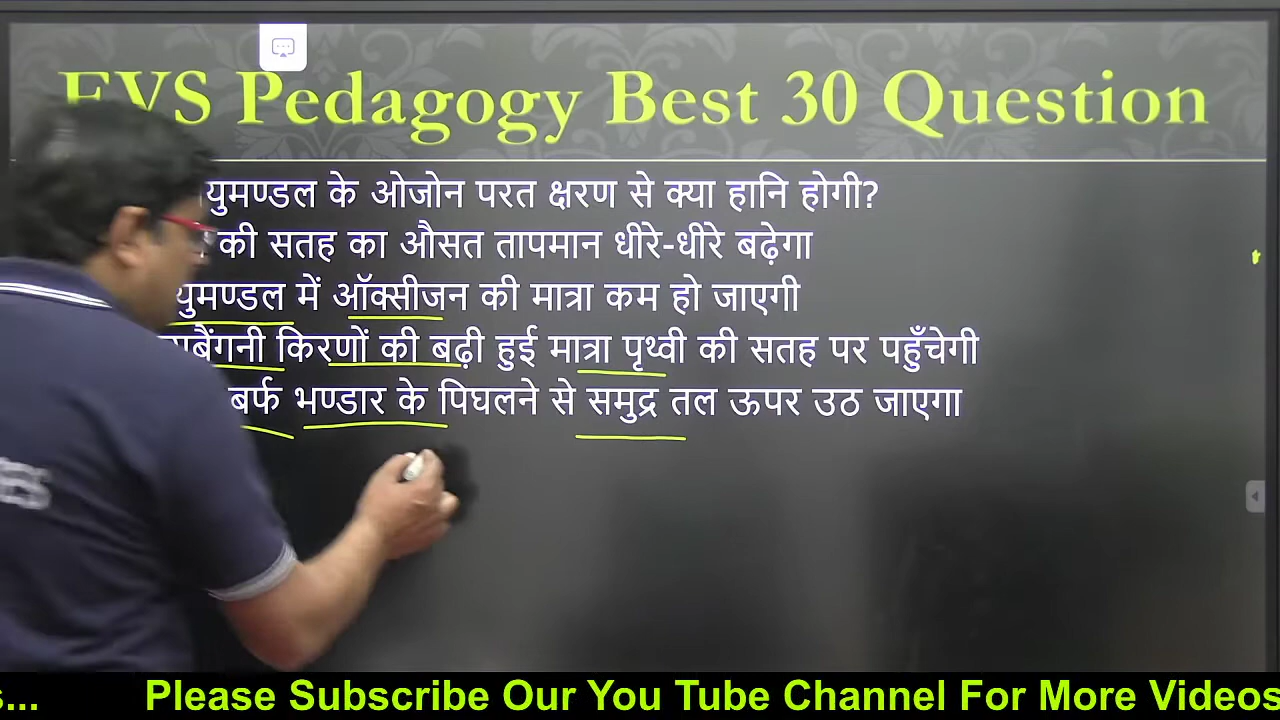 EVS Pedagogy Best 30 Question
युमण्डल के ओजोन परत क्षरण से क्या हानि होगी?
की सतह का औसत तापमान धीरे-धीरे बढ़ेगा
युमण्डल में ऑक्सीजन की मात्रा कम हो जाएगी
किरणों की बढ़ी हुई मात्रा पृथ्वी की सतह पर पहुँचेगी
बर्फ भण्डार के पिघलने से समुद्र तल ऊपर उठ जाएगा
Please Subscribe Our You Tube Channel For More Videos